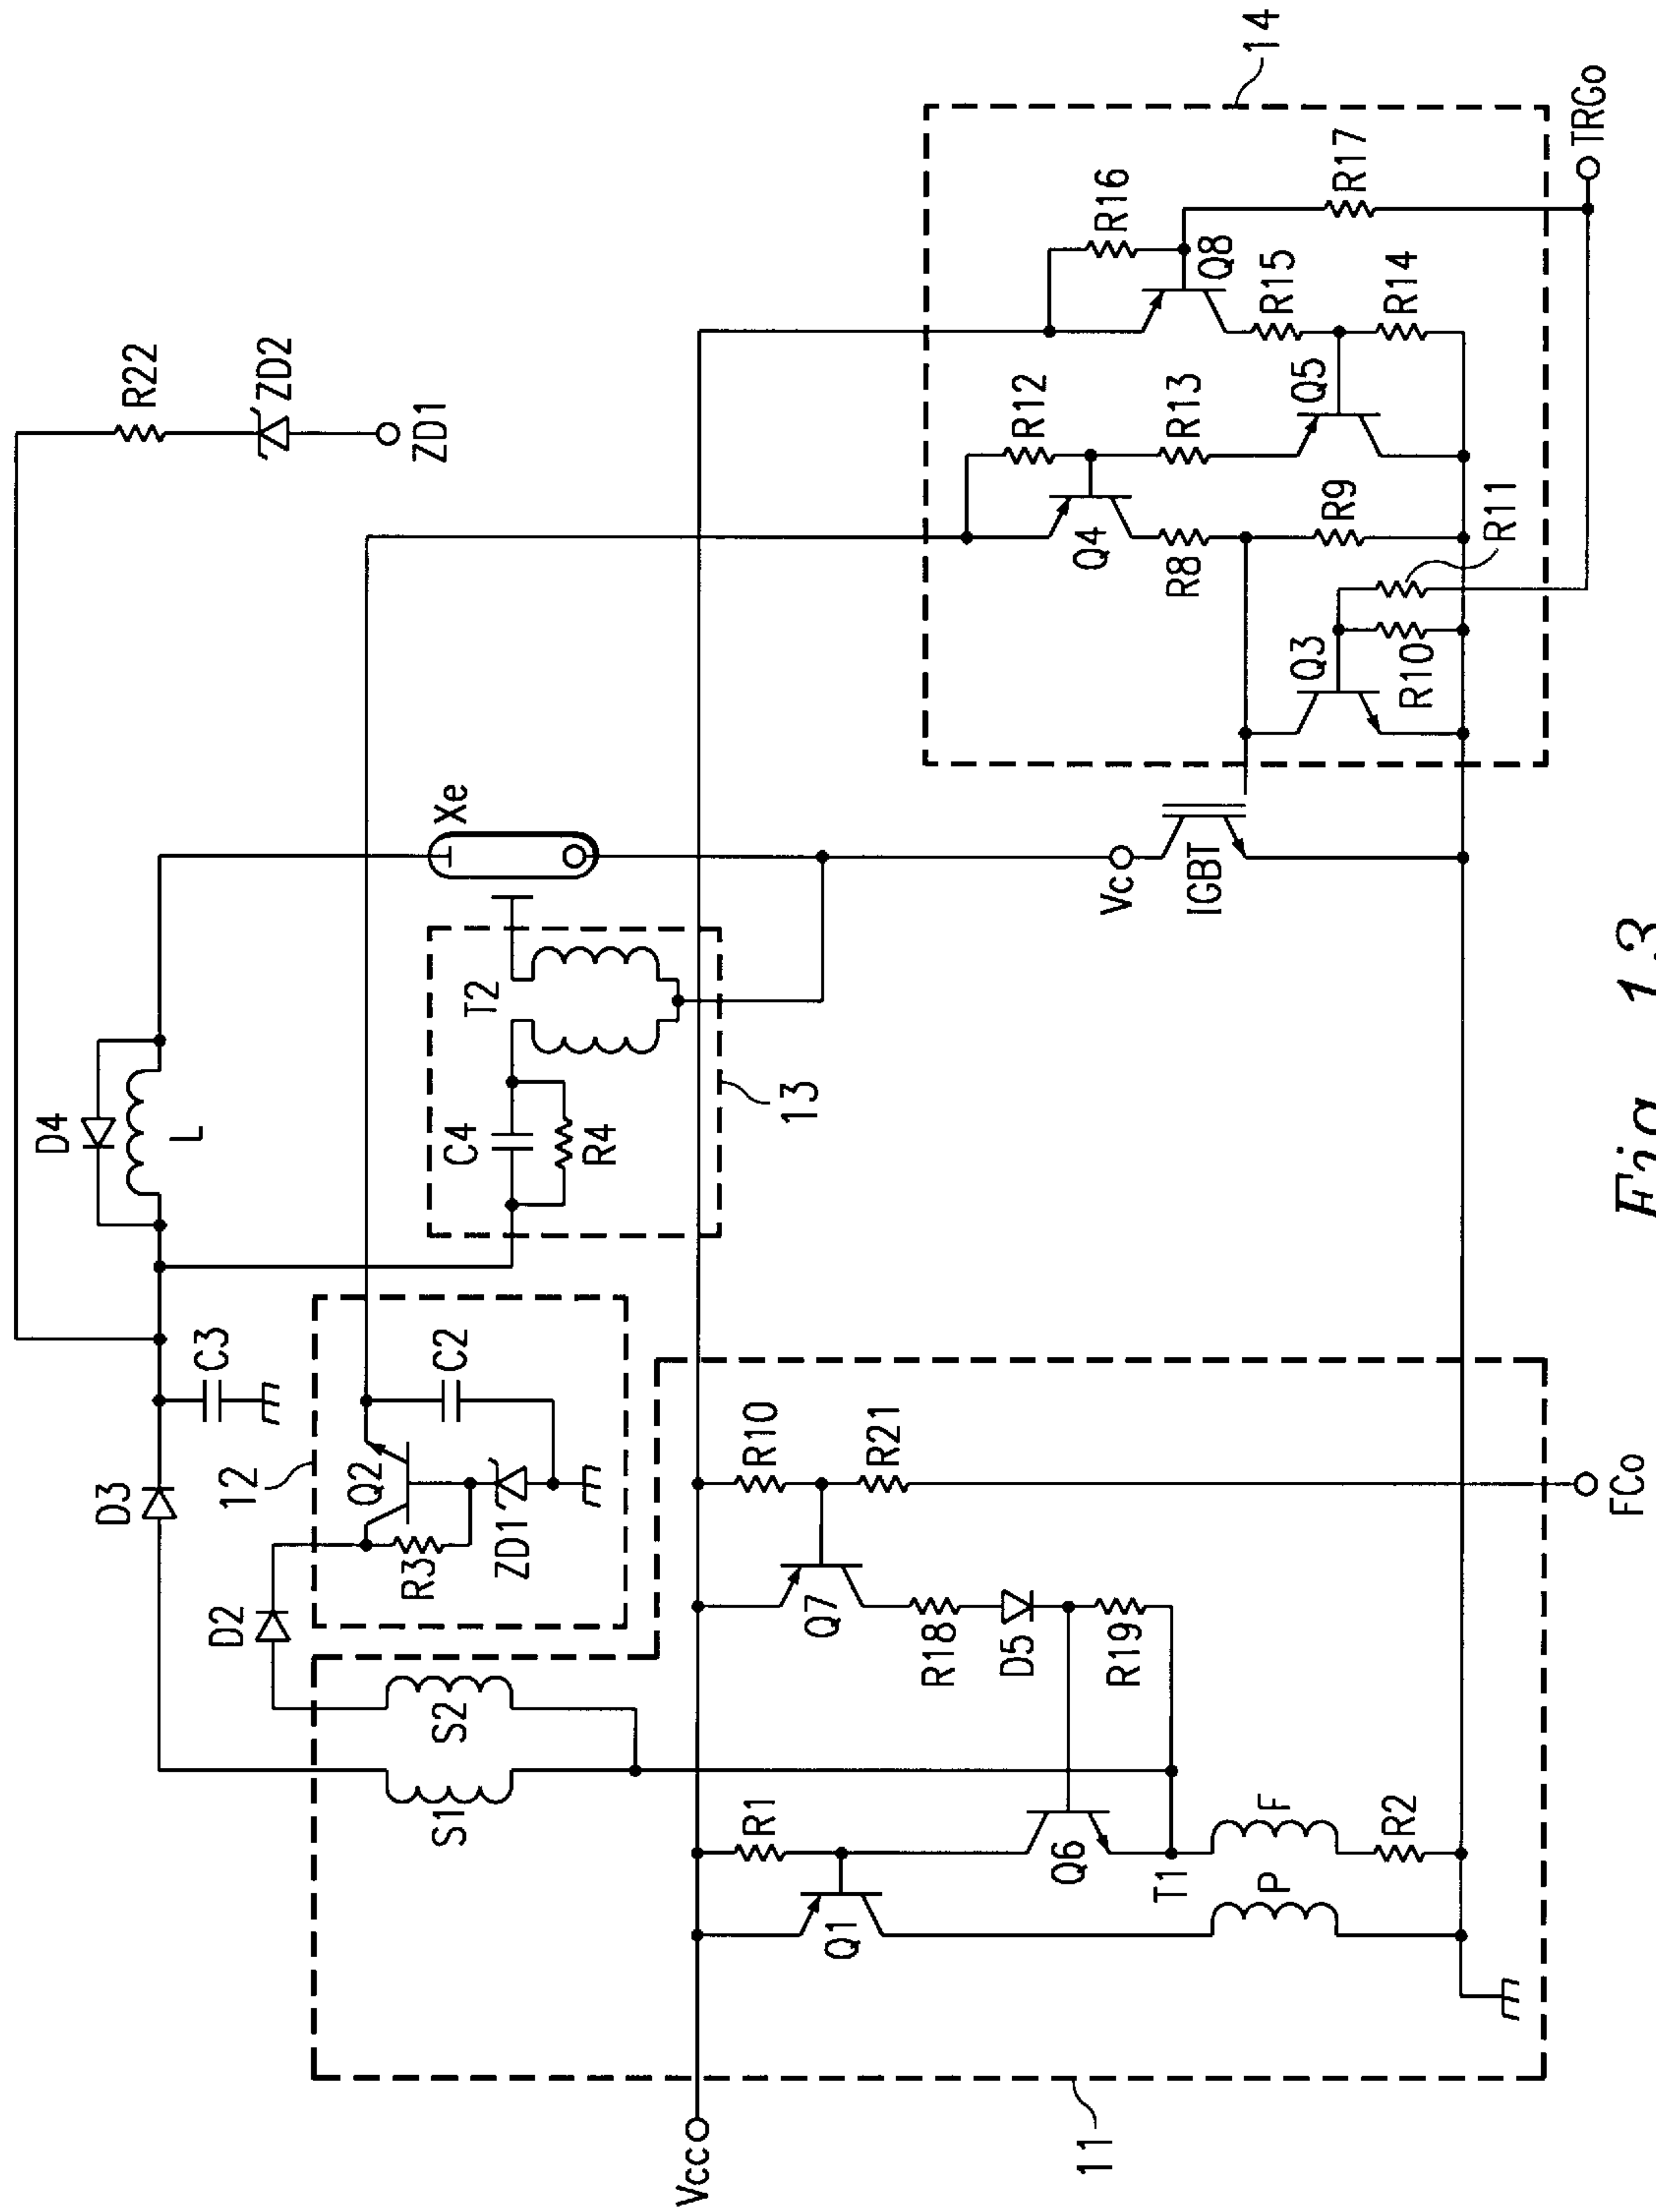 D4
L
R22
ZD2
ZD1
D3
C3
12
D2
Q2
R3
ZD1
C2
C4
R4
T2
13
Xe
S1
S2
Vcc
R1
Q1
Q6
T1
P
F
R2
Q7
R18
D5
R19
R10
R21
FCo
11
Vc
IGBT
14
R12
Q4
R8
R9
Q3
R10
R11
R13
Q5
R16
Q8
R15
R14
R17
TRGo
Fig. 13